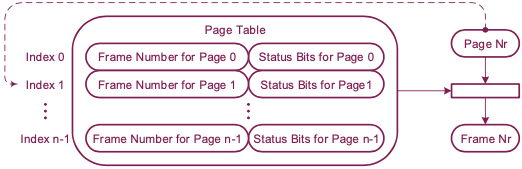 Page Table
Page Nr
Index 0 Frame Number for Page 0 Status Bits for Page 0
Index 1 Frame Number for Page 1 Status Bits for Page1
Index n-1 Frame Number for Page n-1 Status Bits for Page n-1
Frame Nr